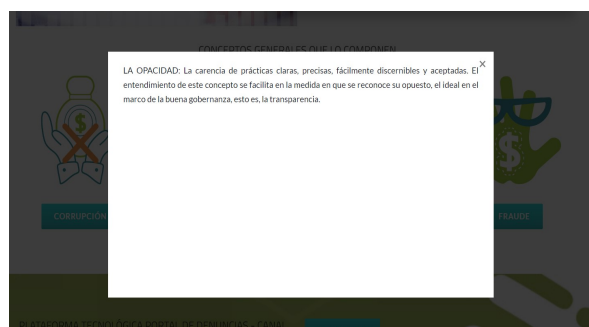 CONCEPTOS GENERALES QUE LO COMPONEN
LA OPACIDAD: La carencia de prácticas claras, precisas, fácilmente discernibles y aceptadas. El
entendimiento de este concepto se facilita en la medida en que se reconoce su opuesto, el ideal en el
marco de la buena gobernanza, esto es, la transparencia.
X
CORRUPCIÓN
FRAUDE
PLATAFORMA TECNOLÓGICA PORTAL DE DENUNCIAS - CANAL